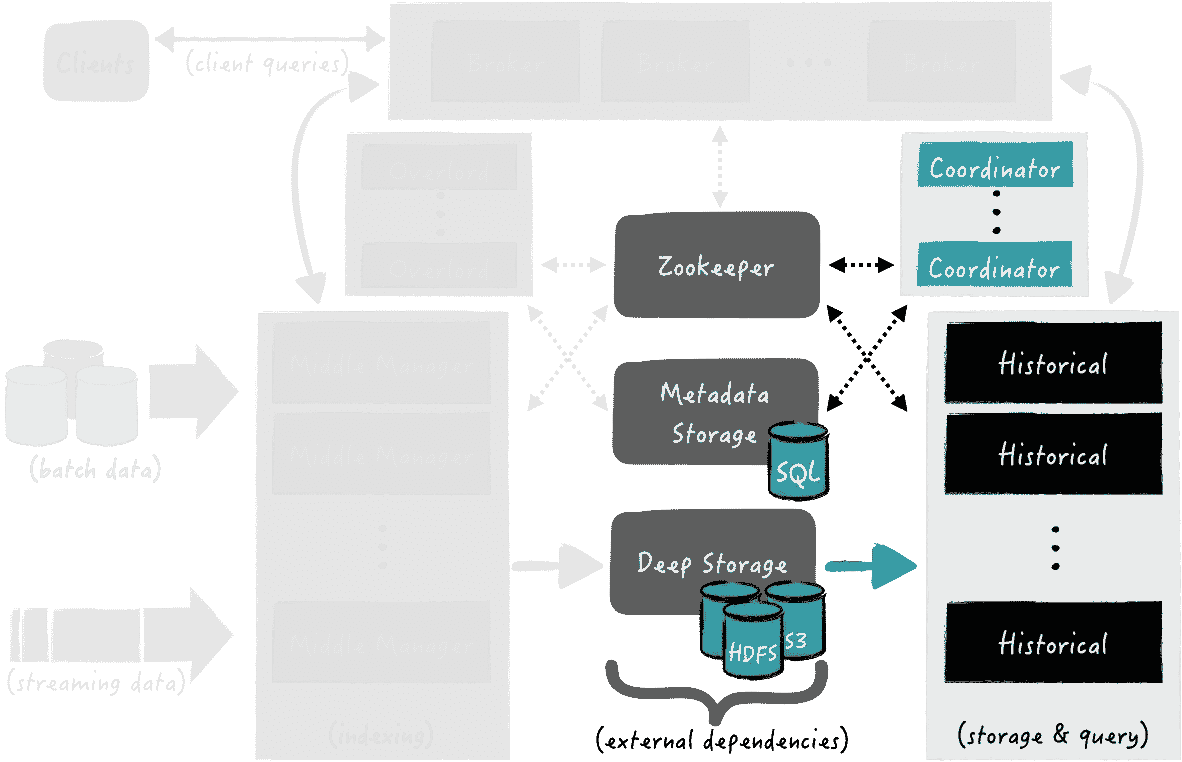 Clients
(client queries)
Broker
Broker
Broker
Overlord
Overlord
Coordinator
Coordinator
Zookeeper
Middle Manager
Middle Manager
Middle Manager
(batch data)
(streaming data)
(indexing)
Metadata
Storage
SQL
Deep Storage
HDFS
S3
(external dependencies)
Historical
Historical
Historical
(storage & query)